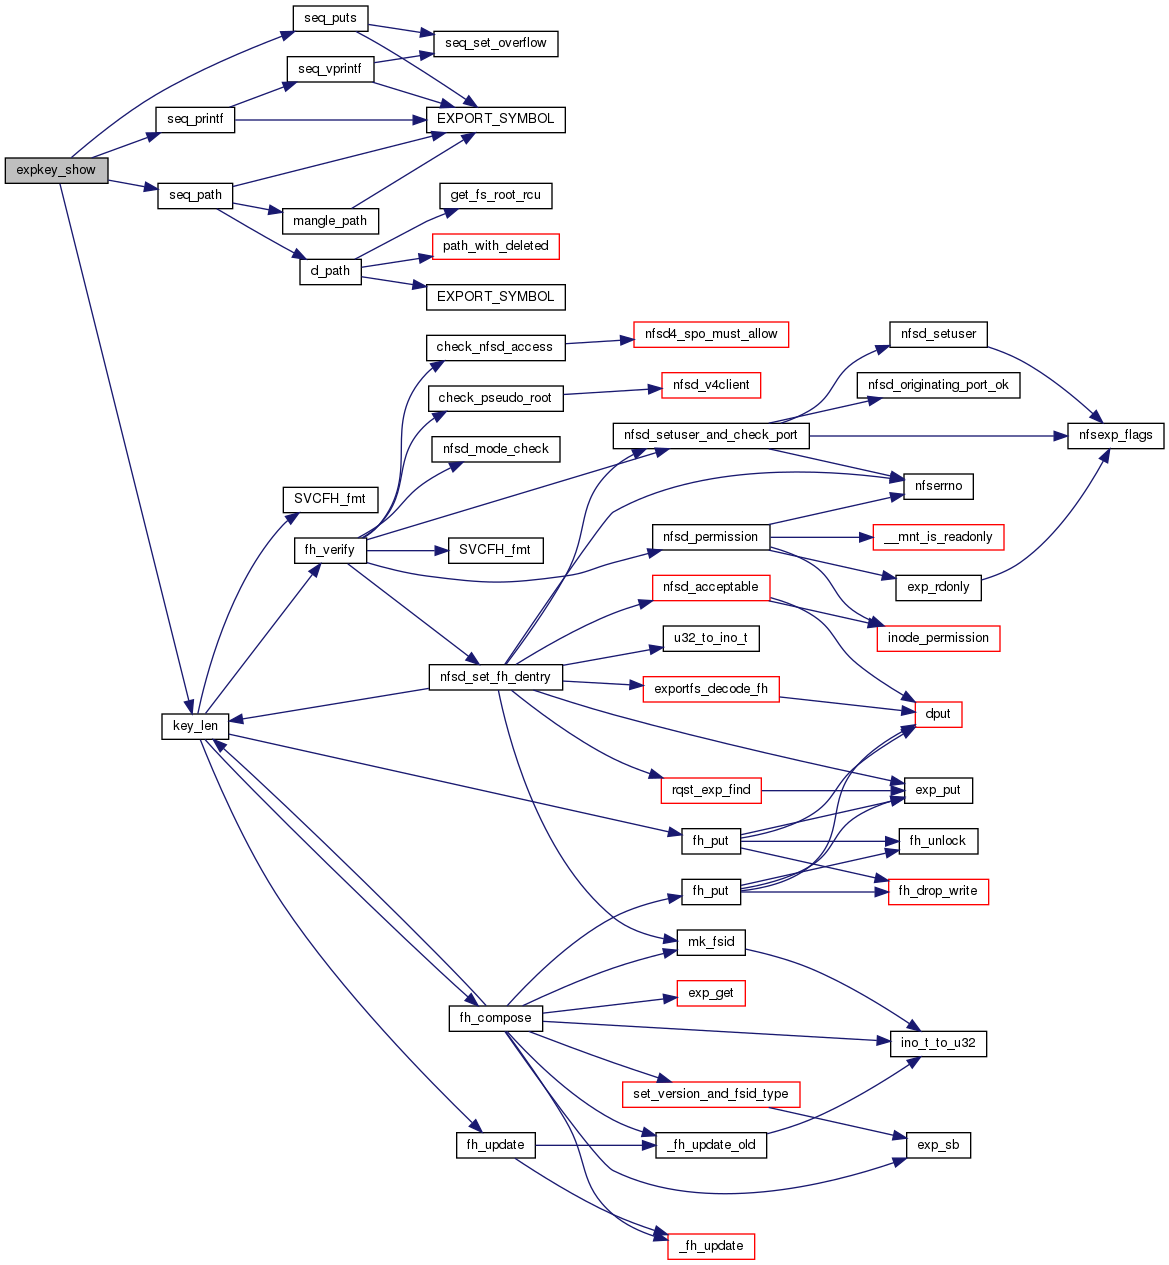 seq_puts
seq_set_overflow
seq_vprintf
seq_printf
EXPORT_SYMBOL
expkey_show
seq_path
get_fs_root_rcu
mangle_path
path_with_deleted
d_path
EXPORT_SYMBOL
check_nfsd_access
nfsd4_spo_must_allow
nfsd_setuser
check_pseudo_root
nfsd_v4client
nfsd_originating_port_ok
nfsd_mode_check
nfsd_setuser_and_check_port
nfsexp_flags
SVCFH_fmt
nfserrno
fh_verify
SVCFH_fmt
nfsd_permission
__mnt_is_readonly
nfsd_acceptable
exp_rdonly
u32_to_ino_t
inode_permission
nfsd_set_fh_dentry
exportfs_decode_fh
key_len
dput
rqst_exp_find
exp_put
fh_put
fh_unlock
fh_put
fh_drop_write
mk_fsid
exp_get
fh_compose
ino_t_to_u32
set_version_and_fsid_type
fh_update
_fh_update_old
exp_sb
_fh_update